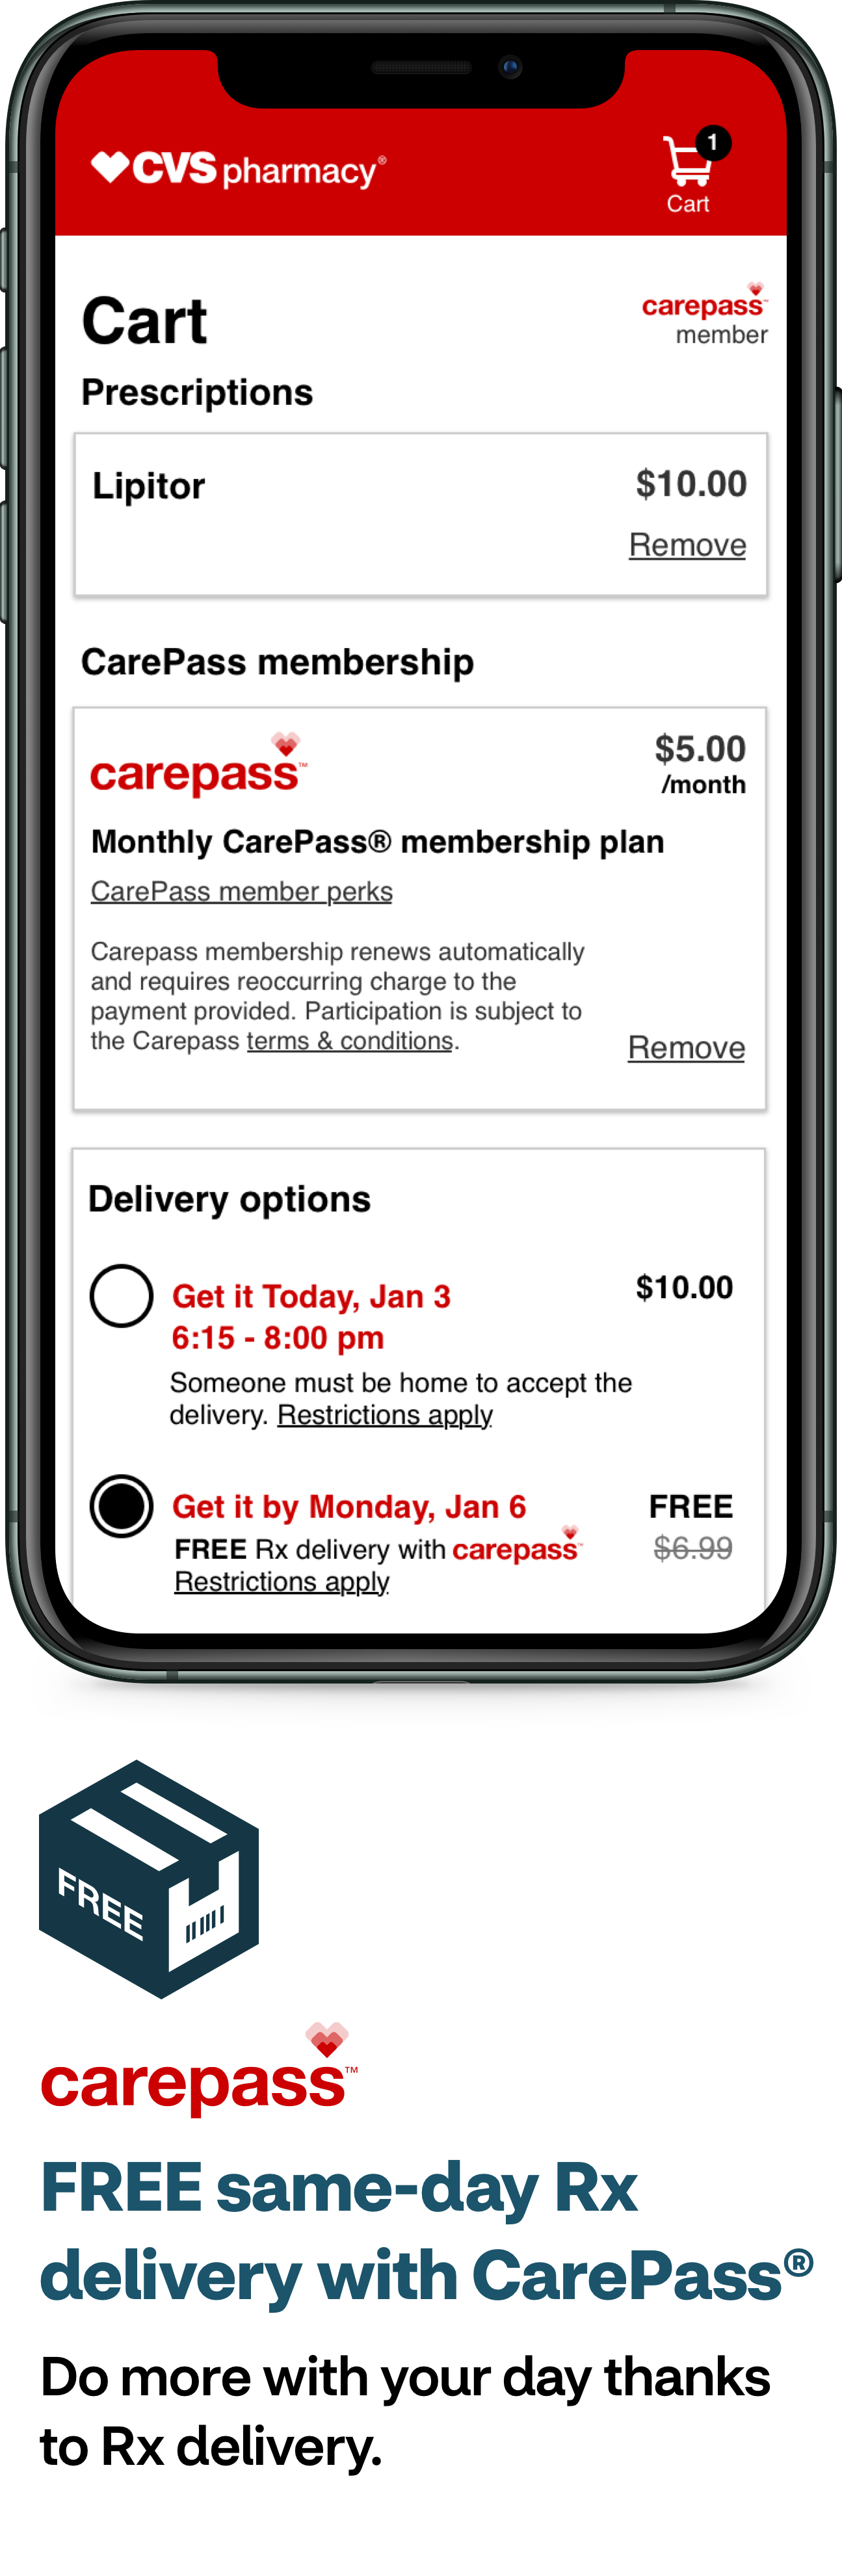 CVS pharmacy®
1
Cart
Cart
carepass™
member
Prescriptions
Lipitor
$10.00
Remove
CarePass membership
carepass™
$5.00
/month
Monthly CarePass® membership plan
CarePass member perks
Carepass membership renews automatically
and requires reoccurring charge to the
payment provided. Participation is subject to
the Carepass terms & conditions.
Remove
Delivery options
Get it Today, Jan 3
$10.00
6:15 - 8:00 pm
Someone must be home to accept the
delivery. Restrictions apply
Get it by Monday, Jan 6
FREE
FREE Rx delivery with carepass™
$6.99
Restrictions apply
FREE
carepass™
FREE same-day Rx
delivery with CarePass®
Do more with your day thanks
to Rx delivery.